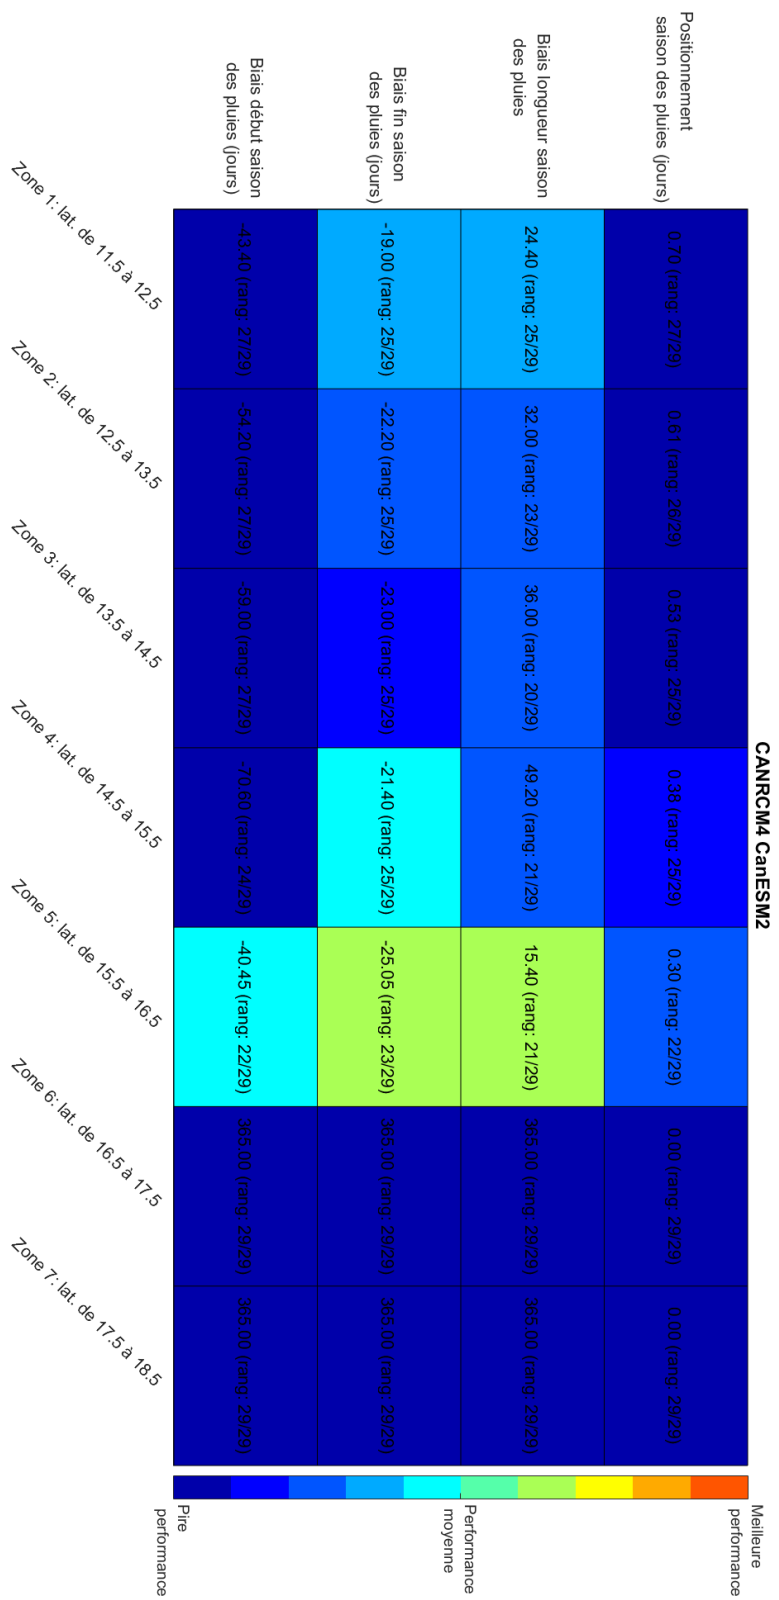 CANRCM4 CanESM2
Positionnement
saison des pluies (jours)
0.70 (rang: 27/29)
0.61 (rang: 26/29)
0.53 (rang: 25/29)
0.38 (rang: 25/29)
0.30 (rang: 22/29)
0.00 (rang: 29/29)
0.00 (rang: 29/29)
Biais longueur saison
des pluies
24.40 (rang: 25/29)
32.00 (rang: 23/29)
36.00 (rang: 20/29)
49.20 (rang: 21/29)
15.40 (rang: 21/29)
365.00 (rang: 29/29)
365.00 (rang: 29/29)
Biais fin saison
des pluies (jours)
-19.00 (rang: 25/29)
-22.20 (rang: 25/29)
-23.00 (rang: 25/29)
-21.40 (rang: 25/29)
-25.05 (rang: 23/29)
365.00 (rang: 29/29)
365.00 (rang: 29/29)
Biais début saison
des pluies (jours)
-43.40 (rang: 27/29)
-54.20 (rang: 27/29)
-59.00 (rang: 27/29)
-70.60 (rang: 24/29)
-40.45 (rang: 22/29)
365.00 (rang: 29/29)
365.00 (rang: 29/29)
Zone 1: lat. de 11.5 à 12.5
Zone 2: lat. de 12.5 à 13.5
Zone 3: lat. de 13.5 à 14.5
Zone 4: lat. de 14.5 à 15.5
Zone 5: lat. de 15.5 à 16.5
Zone 6: lat. de 16.5 à 17.5
Zone 7: lat. de 17.5 à 18.5
Meilleure
performance
Performance
moyenne
Pire
performance